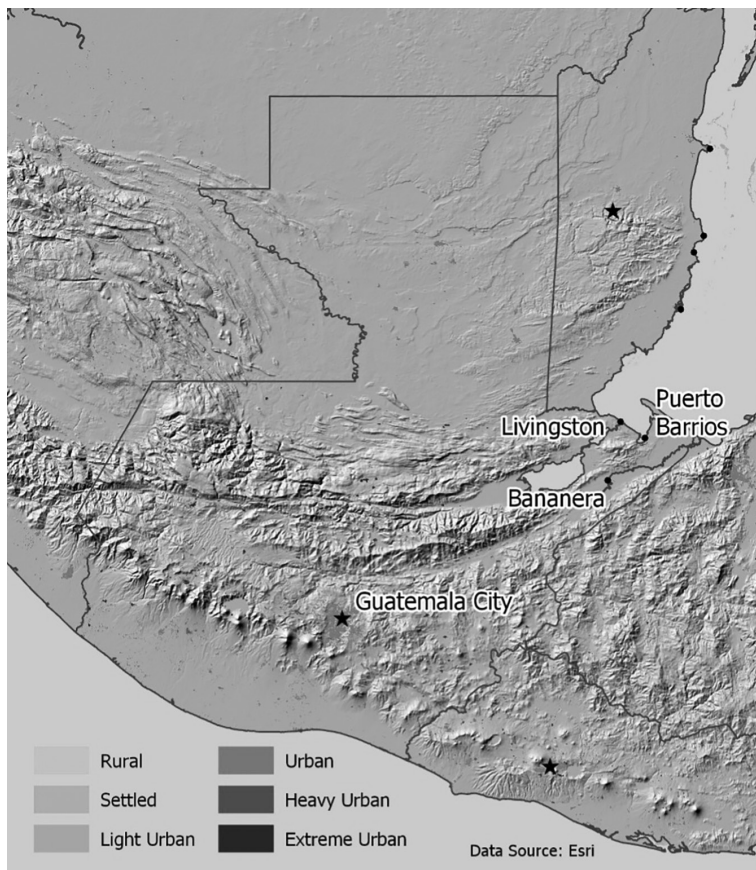 Puerto
Barrios
Livingston
Bananera
Guatemala City
Rural
Settled
Light Urban
Urban
Heavy Urban
Extreme Urban
Data Source: Esri